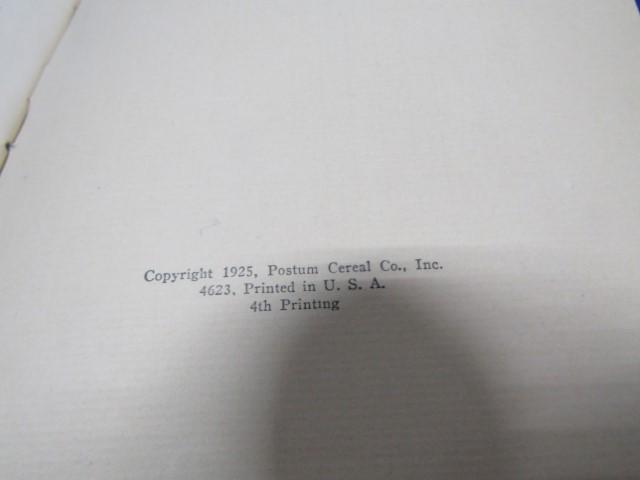 Copyright 1925, Postum Cereal Co., Inc.
4623, Printed in U. S. A.
4th Printing